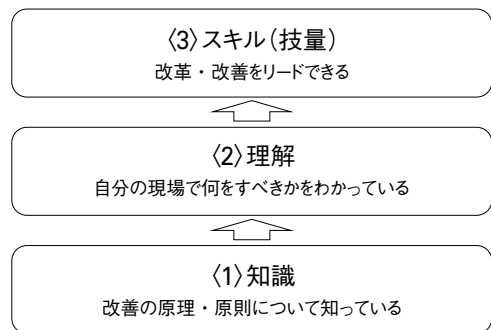 〈3〉スキル（技量）
改革・改善をリードできる
〈2〉理解
自分の現場で何をすべきかをわかっている
〈1〉知識
改善の原理・原則について知っている